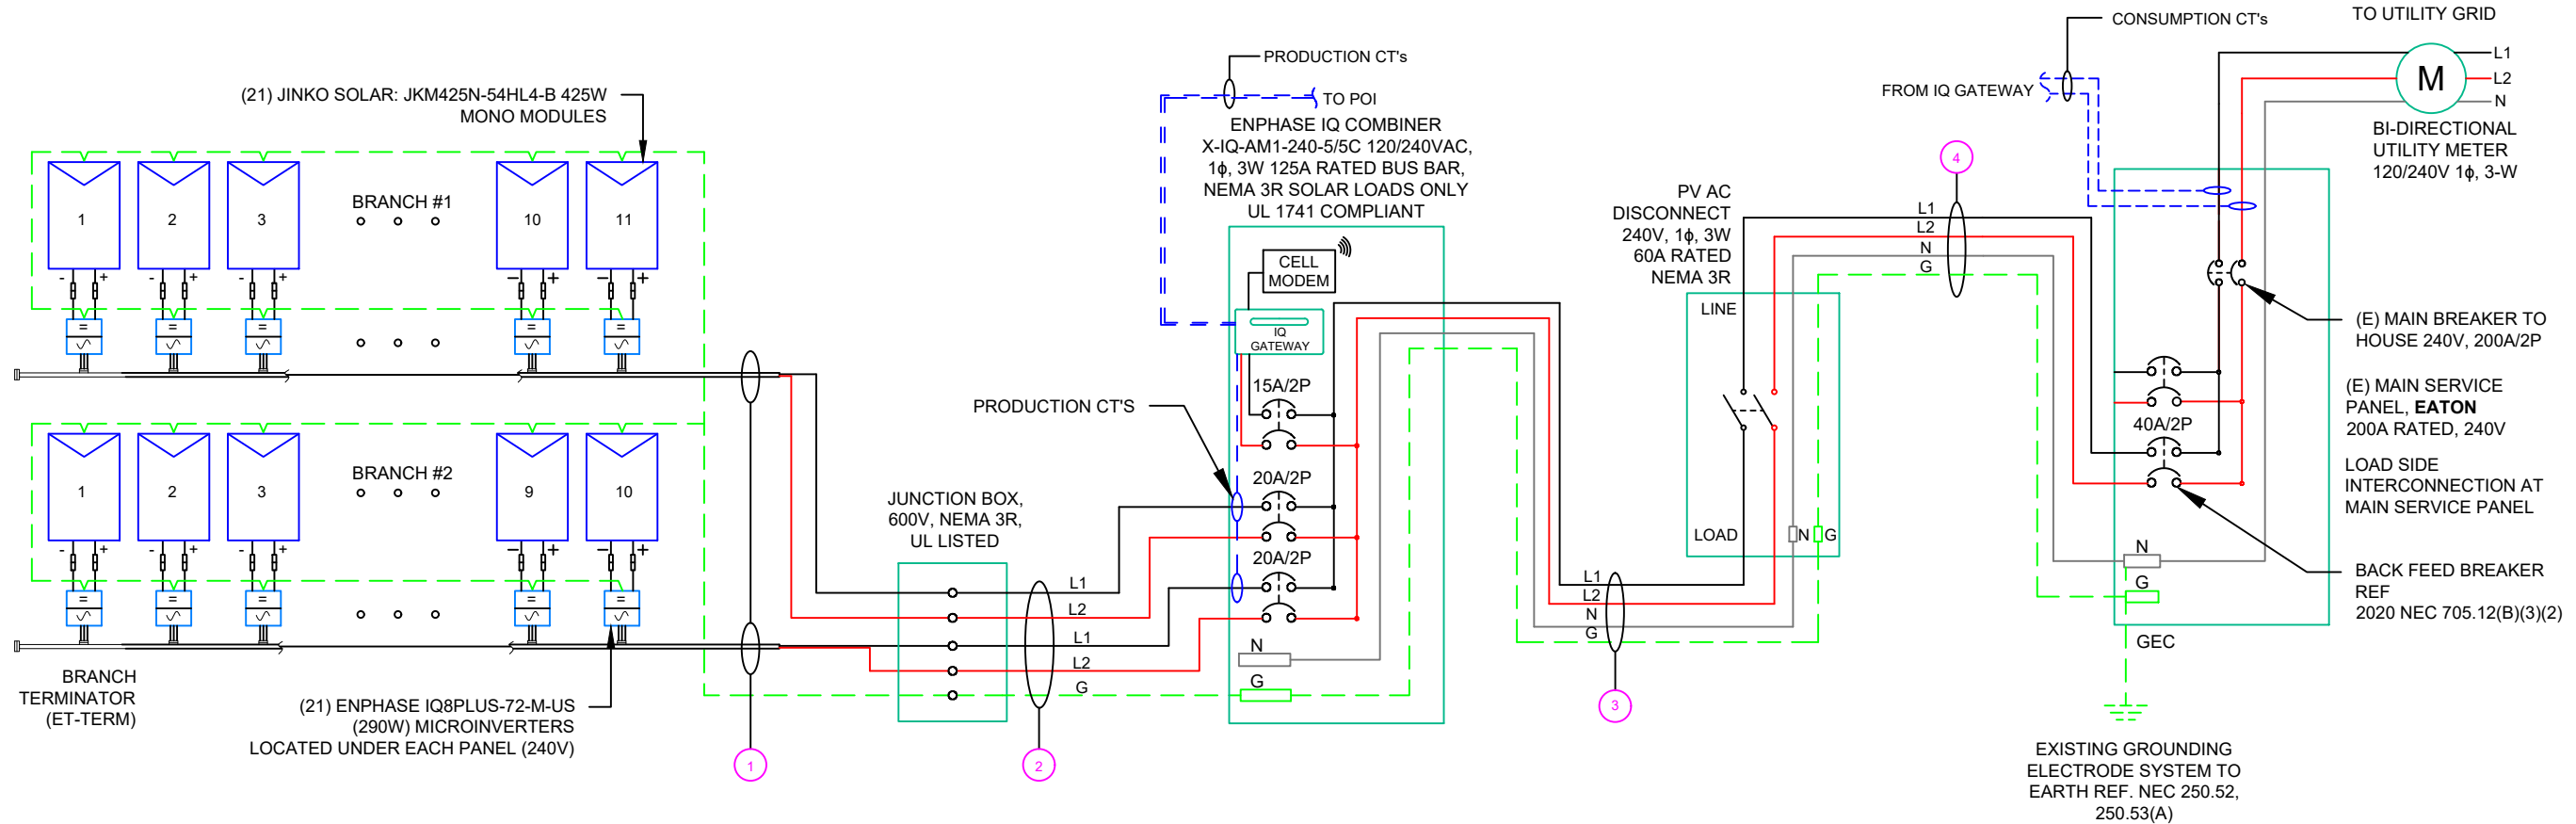 (21) JINKO SOLAR: JKM425N-54HL4-B 425W
MONO MODULES
1
2
3
BRANCH #1
10
11
- +
- +
- +
- +
- +
1
2
3
BRANCH #2
9
10
- +
- +
- +
- +
- +
BRANCH
TERMINATOR
(ET-TERM)
(21) ENPHASE IQ8PLUS-72-M-US
(290W) MICROINVERTERS
LOCATED UNDER EACH PANEL (240V)
1
JUNCTION BOX,
600V, NEMA 3R,
UL LISTED
L1
L2
L1
L2
G
2
PRODUCTION CT's
TO POI
ENPHASE IQ COMBINER
X-IQ-AM1-240-5/5C 120/240VAC,
1ϕ, 3W 125A RATED BUS BAR,
NEMA 3R SOLAR LOADS ONLY
UL 1741 COMPLIANT
CELL
MODEM
IQ
GATEWAY
15A/2P
PRODUCTION CT'S
20A/2P
20A/2P
N
G
L1
L2
N
G
3
PV AC
DISCONNECT
240V, 1ϕ, 3W
60A RATED
NEMA 3R
LINE
LOAD
N
G
4
L1
L2
N
G
CONSUMPTION CT's
FROM IQ GATEWAY
TO UTILITY GRID
M
L1
L2
N
BI-DIRECTIONAL
UTILITY METER
120/240V 1ϕ, 3-W
(E) MAIN BREAKER TO
HOUSE 240V, 200A/2P
(E) MAIN SERVICE
PANEL, EATON
200A RATED, 240V
40A/2P
LOAD SIDE
INTERCONNECTION AT
MAIN SERVICE PANEL
N
G
BACK FEED BREAKER
REF
2020 NEC 705.12(B)(3)(2)
GEC
EXISTING GROUNDING
ELECTRODE SYSTEM TO
EARTH REF. NEC 250.52,
250.53(A)